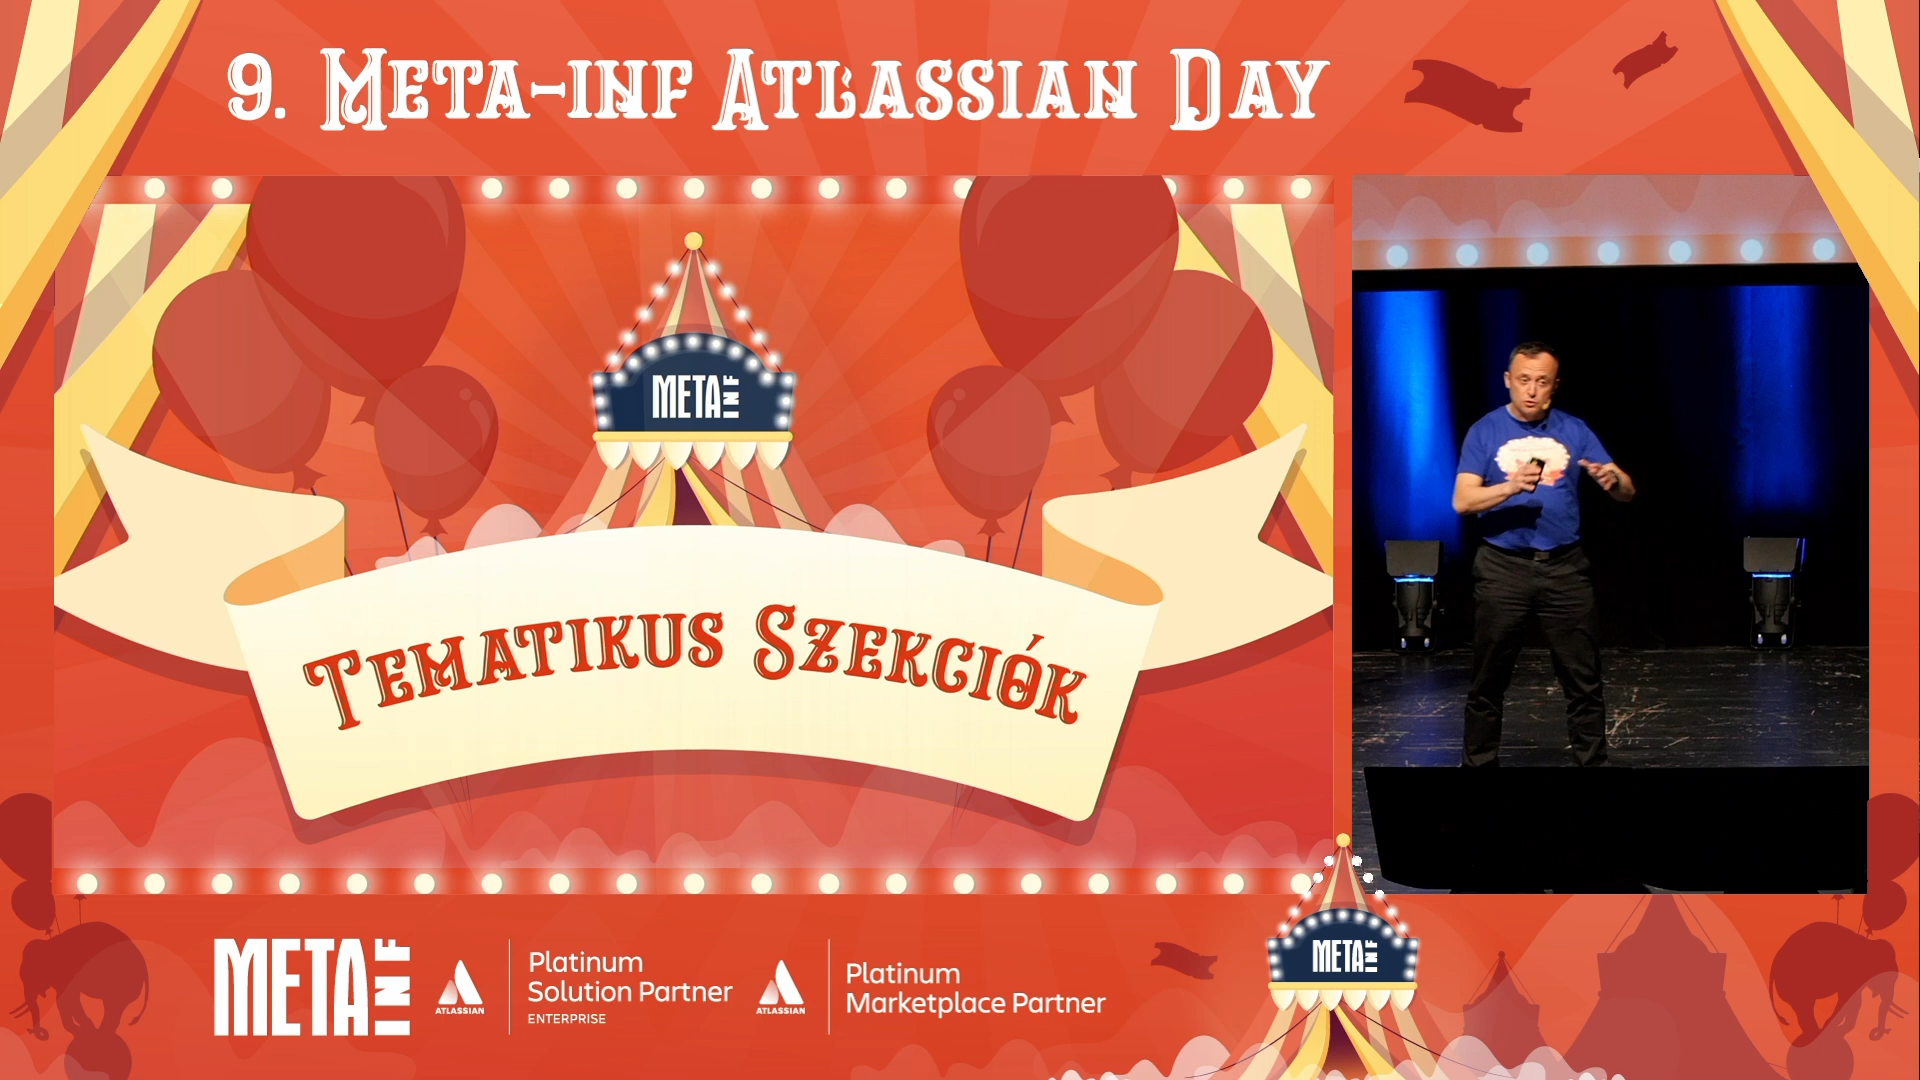 9. META-INF ATLASSIAN DAY
META INF
TEMATIKUS SZEKCIÓK
META INF
ATLASSIAN
Platinum
Solution Partner
ENTERPRISE
ATLASSIAN
Platinum
Marketplace Partner
META INF